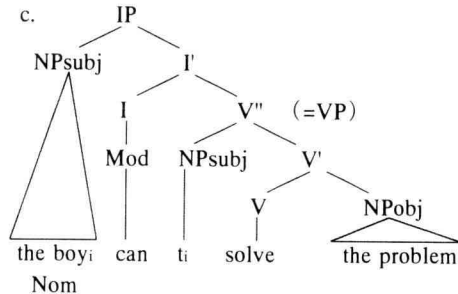 c. IP
NPsubj I'
I V" (=VP)
Mod NPsubj V'
V NPobj
the boyi can ti solve the problem
Nom